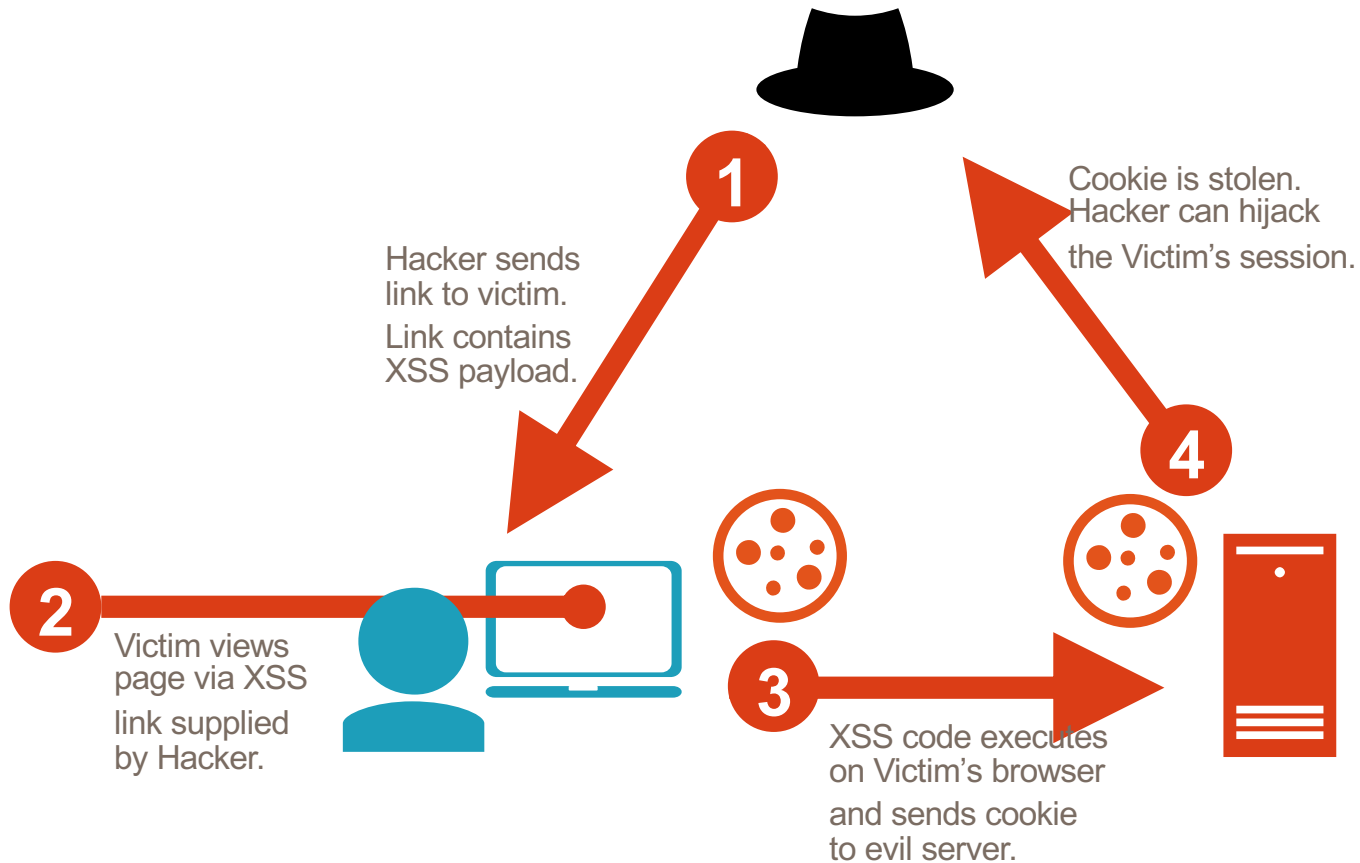 1
Hacker sends
link to victim.
Link contains
XSS payload.
2
Victim views
page via XSS
link supplied
by Hacker.
3
XSS code executes
on Victim’s browser
and sends cookie
to evil server.
4
Cookie is stolen.
Hacker can hijack
the Victim’s session.